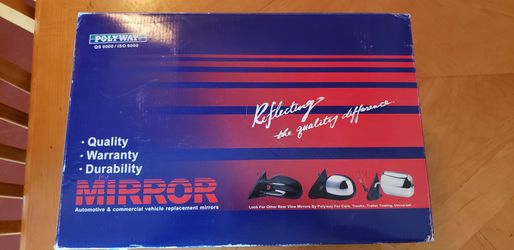 POLYWAY
QS 9000 / ISO 9000
Reflecting
the quality difference.
· Quality
· Warranty
· Durability
MIRROR
Automotive & commercial vehicle replacement mirrors
Look For Other Rear View Mirrors By Polyway For Cars, Trucks, Trailer Towing, Universal.